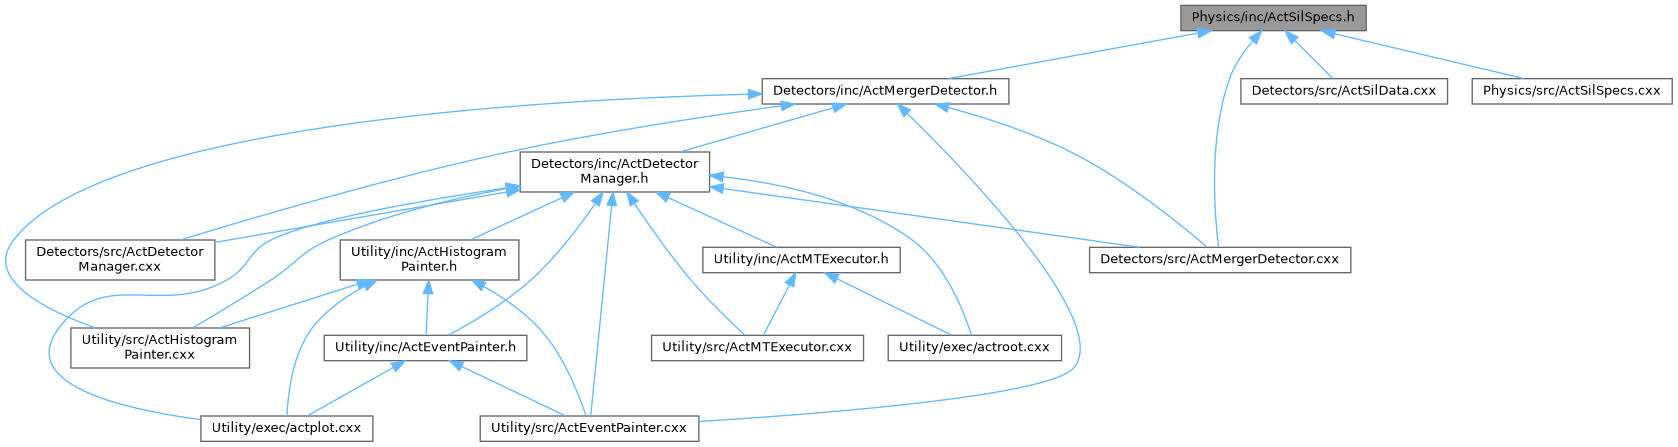 Physics/inc/ActSilSpecs.h
Detectors/inc/ActMergerDetector.h
Detectors/src/ActSilData.cxx
Physics/src/ActSilSpecs.cxx
Detectors/inc/ActDetector
Manager.h
Detectors/src/ActDetector
Manager.cxx
Utility/inc/ActHistogram
Painter.h
Utility/inc/ActMTExecutor.h
Detectors/src/ActMergerDetector.cxx
Utility/src/ActHistogram
Painter.cxx
Utility/inc/ActEventPainter.h
Utility/src/ActMTExecutor.cxx
Utility/exec/actroot.cxx
Utility/exec/actplot.cxx
Utility/src/ActEventPainter.cxx